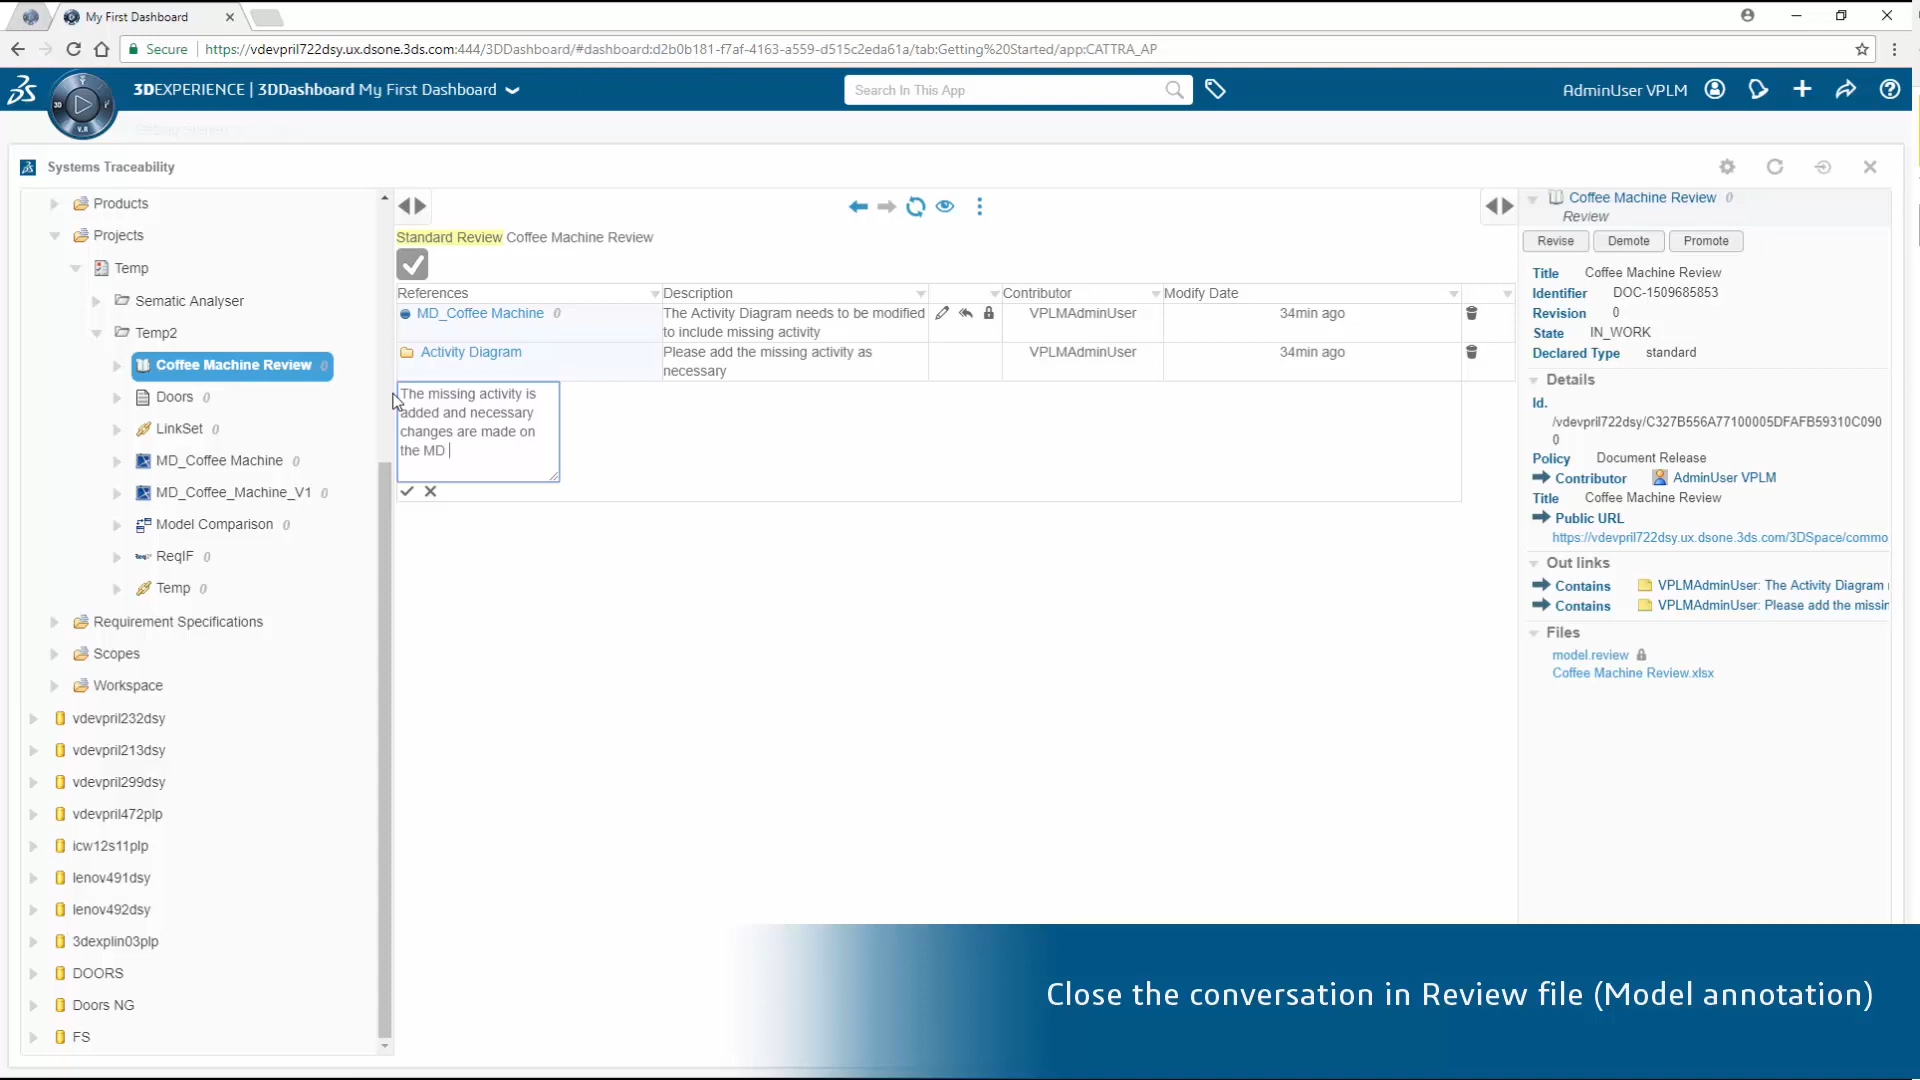 My First Dashboard
Secure https://vdevpril722dsy.ux.dsone.3ds.com:444/3DDashboard/#dashboard:d2b0b181-f7af-4163-a559-d515c2eda61a/tab:Getting%20Started/app:CATTRA_AP
3DEXPERIENCE | 3DDashboard My First Dashboard
Search In This App
AdminUser VPLM
3D
V.R
Systems Traceability
Products
Projects
Temp
Sematic Analyser
Temp2
Coffee Machine Review 0
Doors 0
LinkSet 0
MD_Coffee Machine 0
MD_Coffee_Machine_V1 0
Model Comparison 0
ReqIF 0
Temp 0
Requirement Specifications
Scopes
Workspace
vdevpril232dsy
vdevpril213dsy
vdevpril299dsy
vdevpril472plp
icw12s11plp
lenov491dsy
lenov492dsy
3dexplin03plp
DOORS
Doors NG
FS
Standard Review Coffee Machine Review
References Description Contributor Modify Date
MD_Coffee Machine 0 The Activity Diagram needs to be modified VPLMAdminUser 34min ago
to include missing activity
Activity Diagram Please add the missing activity as VPLMAdminUser 34min ago
necessary
The missing activity is
added and necessary
changes are made on
the MD
Coffee Machine Review 0
Review
Revise Demote Promote
Title Coffee Machine Review
Identifier DOC-1509685853
Revision 0
State IN_WORK
Declared Type standard
Details
Id.
/vdevpril722dsy/C327B556A77100005DFAFB59310C090
0
Policy Document Release
Contributor AdminUser VPLM
Title Coffee Machine Review
Public URL
https://vdevpril722dsy.ux.dsone.3ds.com/3DSpace/commo
Out links
Contains VPLMAdminUser: The Activity Diagram
Contains VPLMAdminUser: Please add the missin
Files
model.review
Coffee Machine Review.xlsx
Close the conversation in Review file (Model annotation)